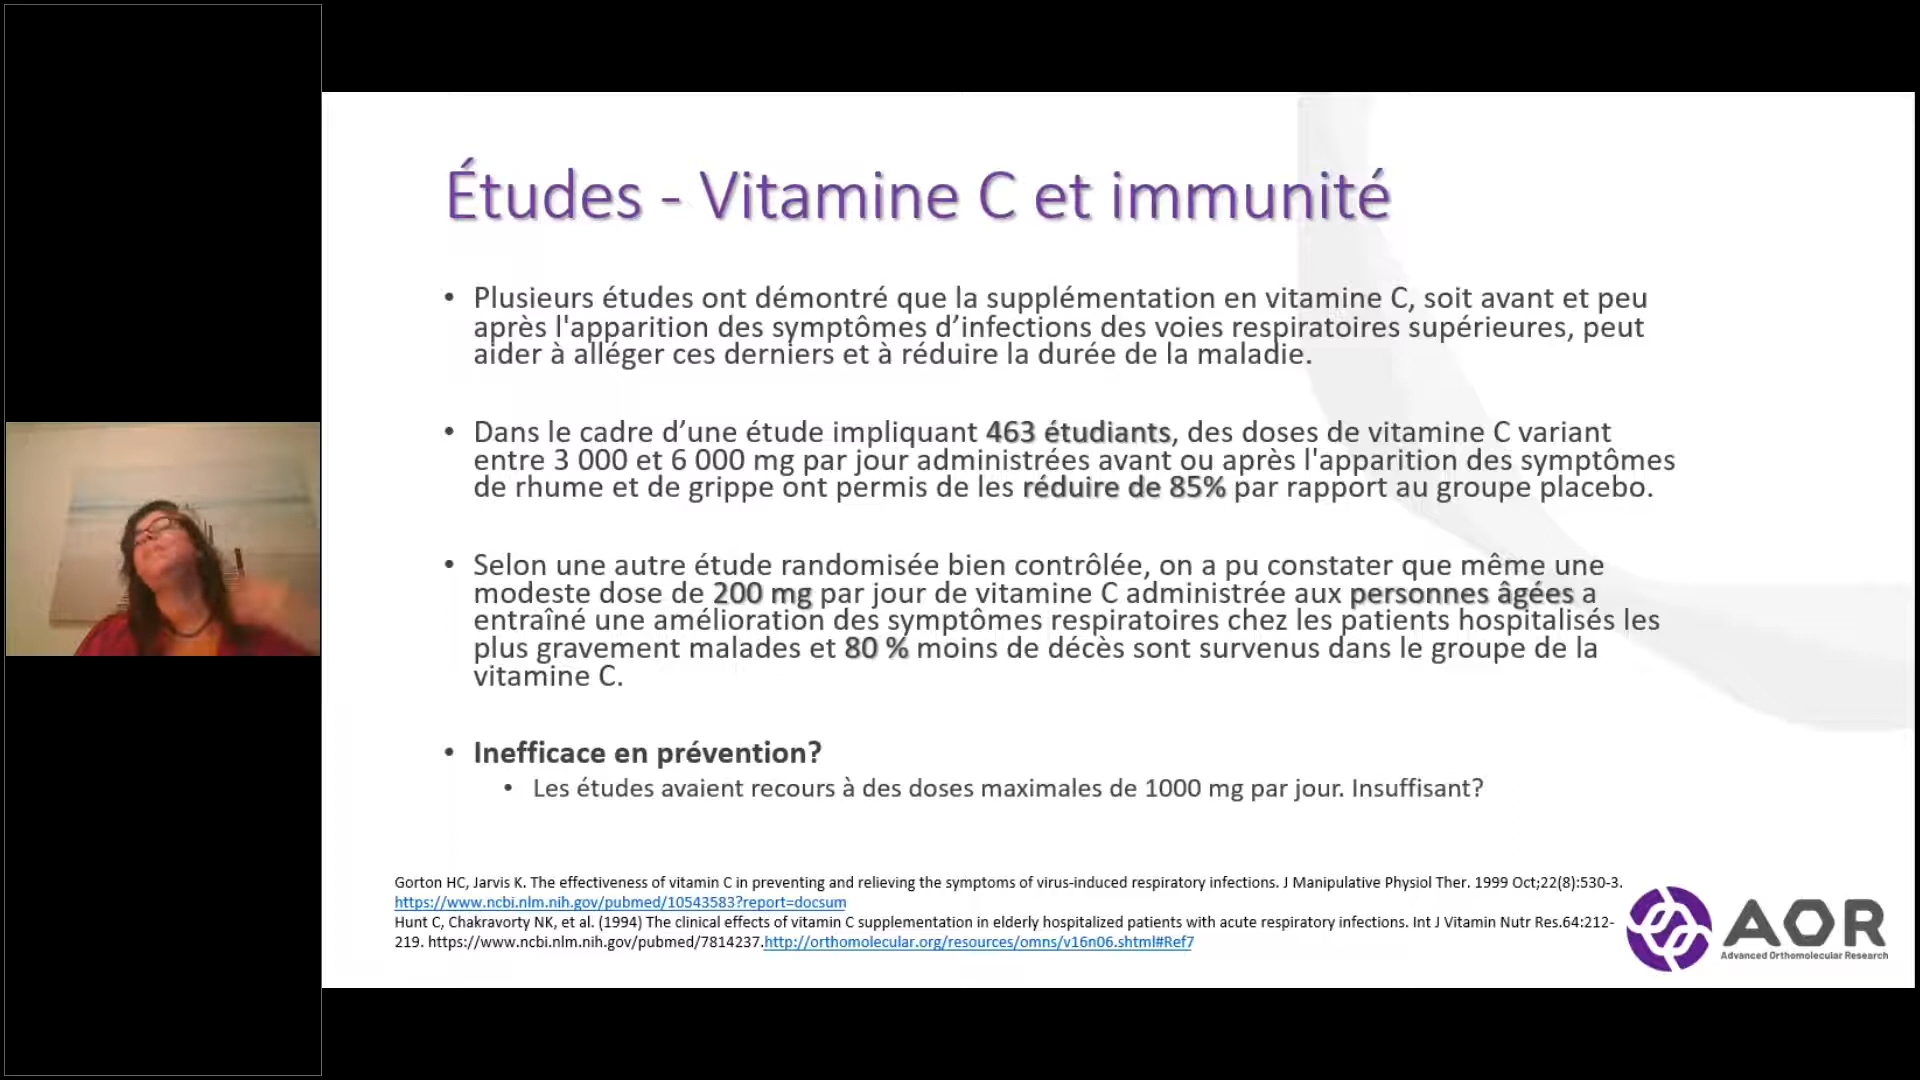 Études - Vitamine C et immunité
• Plusieurs études ont démontré que la supplémentation en vitamine C, soit avant et peu
après l'apparition des symptômes d’infections des voies respiratoires supérieures, peut
aider à alléger ces derniers et à réduire la durée de la maladie.
• Dans le cadre d’une étude impliquant 463 étudiants, des doses de vitamine C variant
entre 3 000 et 6 000 mg par jour administrées avant ou après l'apparition des symptômes
de rhume et de grippe ont permis de les réduire de 85% par rapport au groupe placebo.
• Selon une autre étude randomisée bien contrôlée, on a pu constater que même une
modeste dose de 200 mg par jour de vitamine C administrée aux personnes âgées a
entraîné une amélioration des symptômes respiratoires chez les patients hospitalisés les
plus gravement malades et 80 % moins de décès sont survenus dans le groupe de la
vitamine C.
• Inefficace en prévention?
• Les études avaient recours à des doses maximales de 1000 mg par jour. Insuffisant?
Gorton HC, Jarvis K. The effectiveness of vitamin C in preventing and relieving the symptoms of virus-induced respiratory infections. J Manipulative Physiol Ther. 1999 Oct;22(8):530-3.
https://www.ncbi.nlm.nih.gov/pubmed/10543583?report=docsum
Hunt C, Chakravorty NK, et al. (1994) The clinical effects of vitamin C supplementation in elderly hospitalized patients with acute respiratory infections. Int J Vitamin Nutr Res.64:212-
219. https://www.ncbi.nlm.nih.gov/pubmed/7814237.http://orthomolecular.org/resources/omns/v16n06.shtml#Ref7
AOR
Advanced Orthomolecular Research